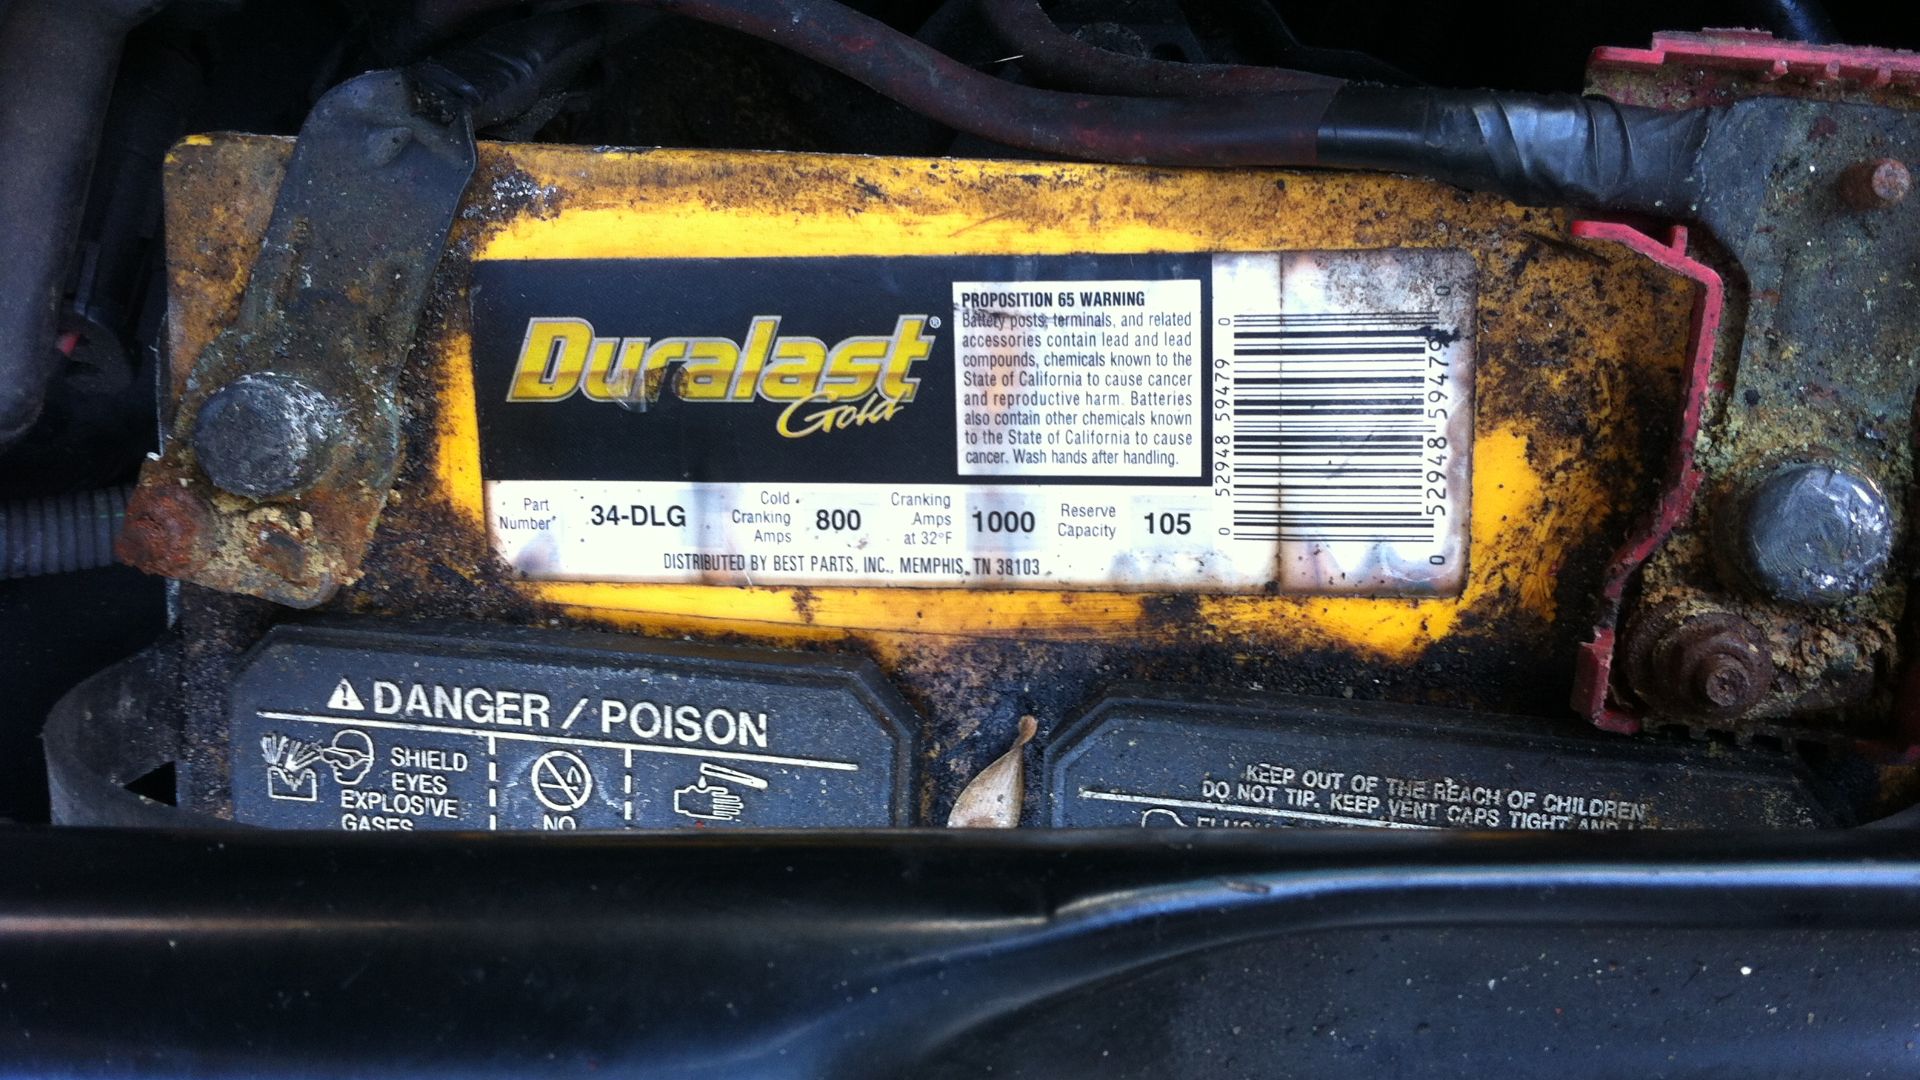 Duralast®
Gold
PROPOSITION 65 WARNING
Battery posts, terminals, and related
accessories contain lead and lead
compounds, chemicals known to the
State of California to cause cancer
and reproductive harm. Batteries
also contain other chemicals known
to the State of California to cause
cancer. Wash hands after handling.
0 52948 59479 0
0 52948 59479 0
Part
Number*
34-DLG
Cold
Cranking
Amps
800
Cranking
Amps
at 32°F
1000
Reserve
Capacity
105
DISTRIBUTED BY BEST PARTS, INC., MEMPHIS, TN 38103
DANGER / POISON
SHIELD
EYES
EXPLOSIVE
GASES
NO
KEEP OUT OF THE REACH OF CHILDREN
DO NOT TIP. KEEP VENT CAPS TIGHT AND